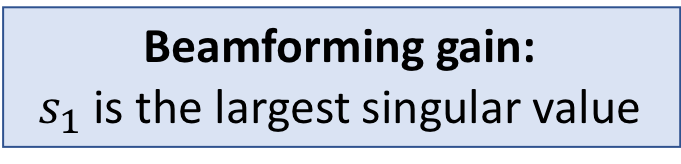 Beamforming gain:
s₁ is the largest singular value